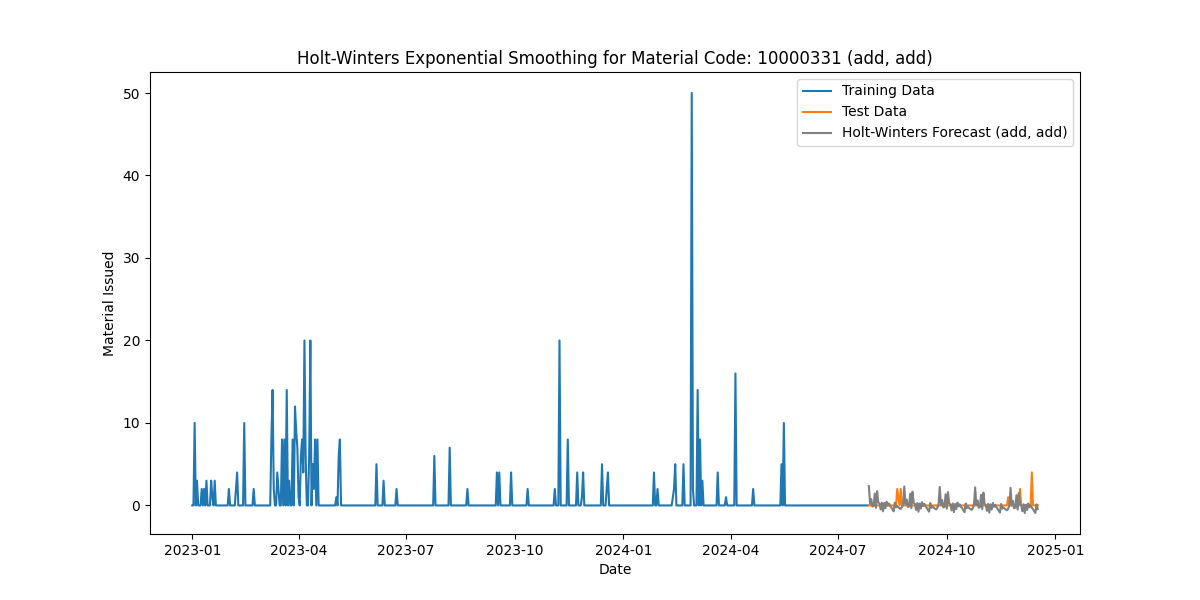 Holt-Winters Exponential Smoothing for Material Code: 10000331 (add, add)
Training Data
Test Data
Holt-Winters Forecast (add, add)
Material Issued
50
40
30
20
10
0
2023-01
2023-04
2023-07
2023-10
2024-01
2024-04
2024-07
2024-10
2025-01
Date